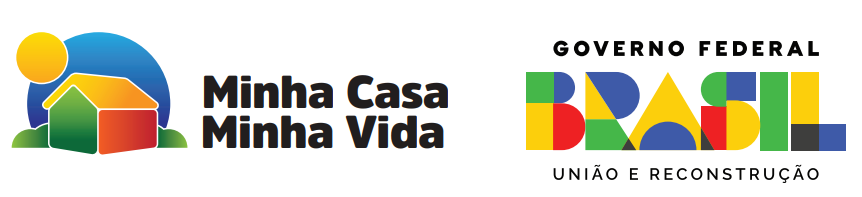 Minha Casa
Minha Vida
GOVERNO FEDERAL
BRASIL
UNIÃO E RECONSTRUÇÃO